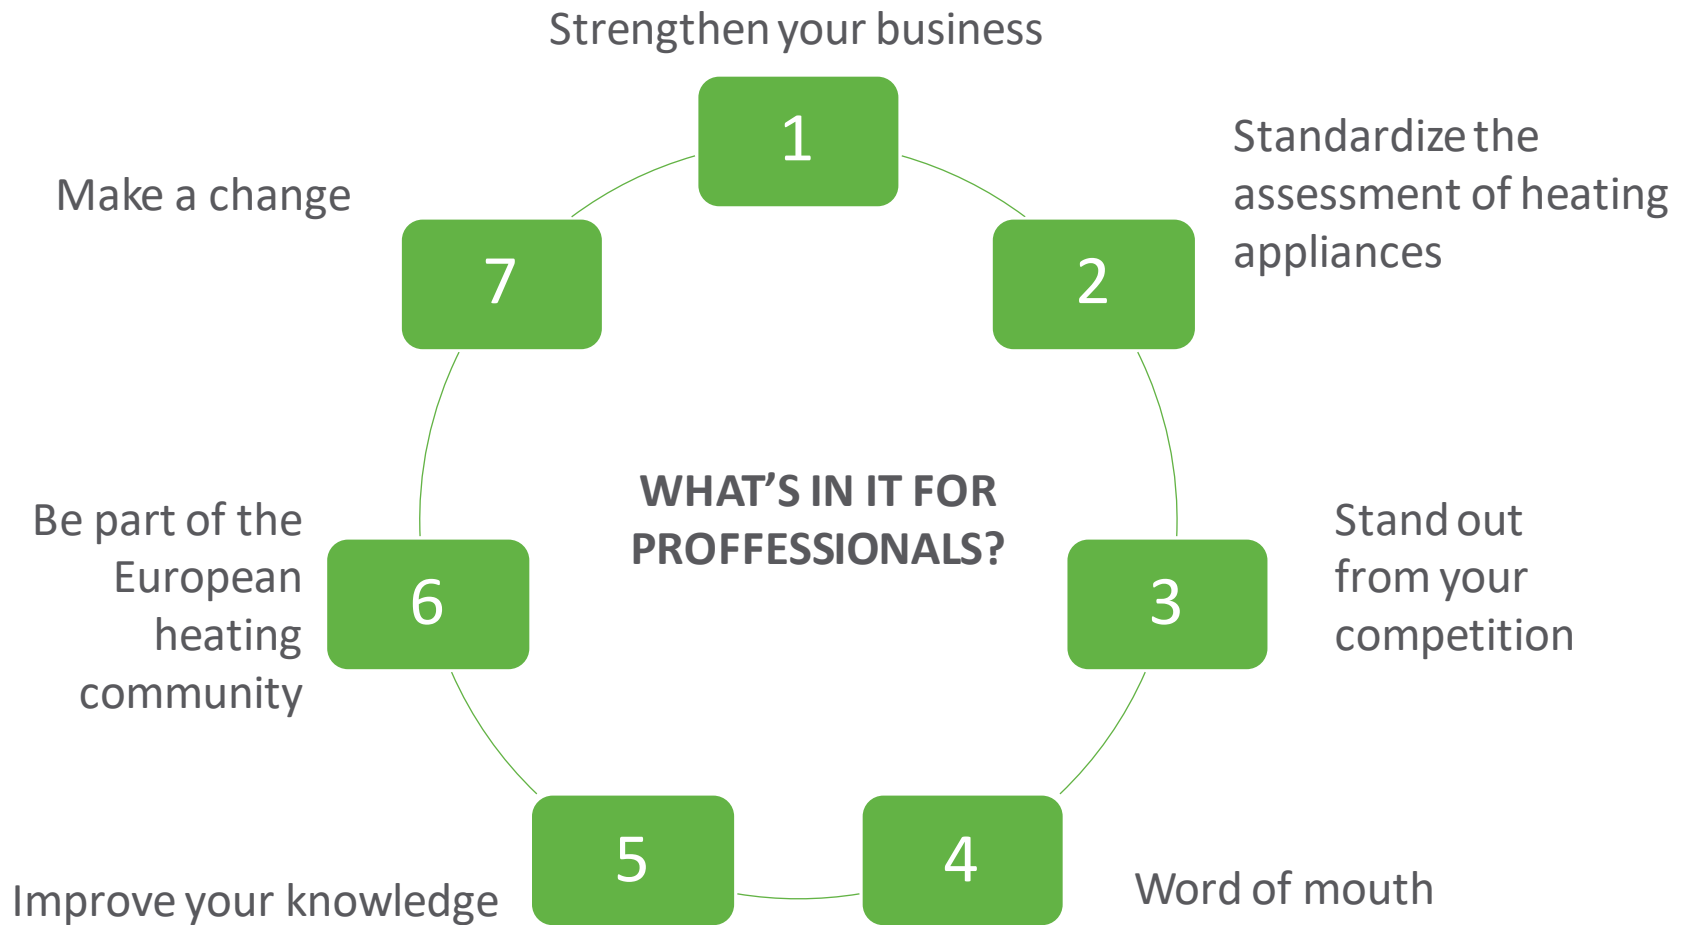 Strengthen your business
1
Standardize the
assessment of heating
appliances
2
Stand out
from your
competition
3
Word of mouth
4
Improve your knowledge
5
Be part of the
European
heating
community
6
Make a change
7
WHAT’S IN IT FOR
PROFFESSIONALS?